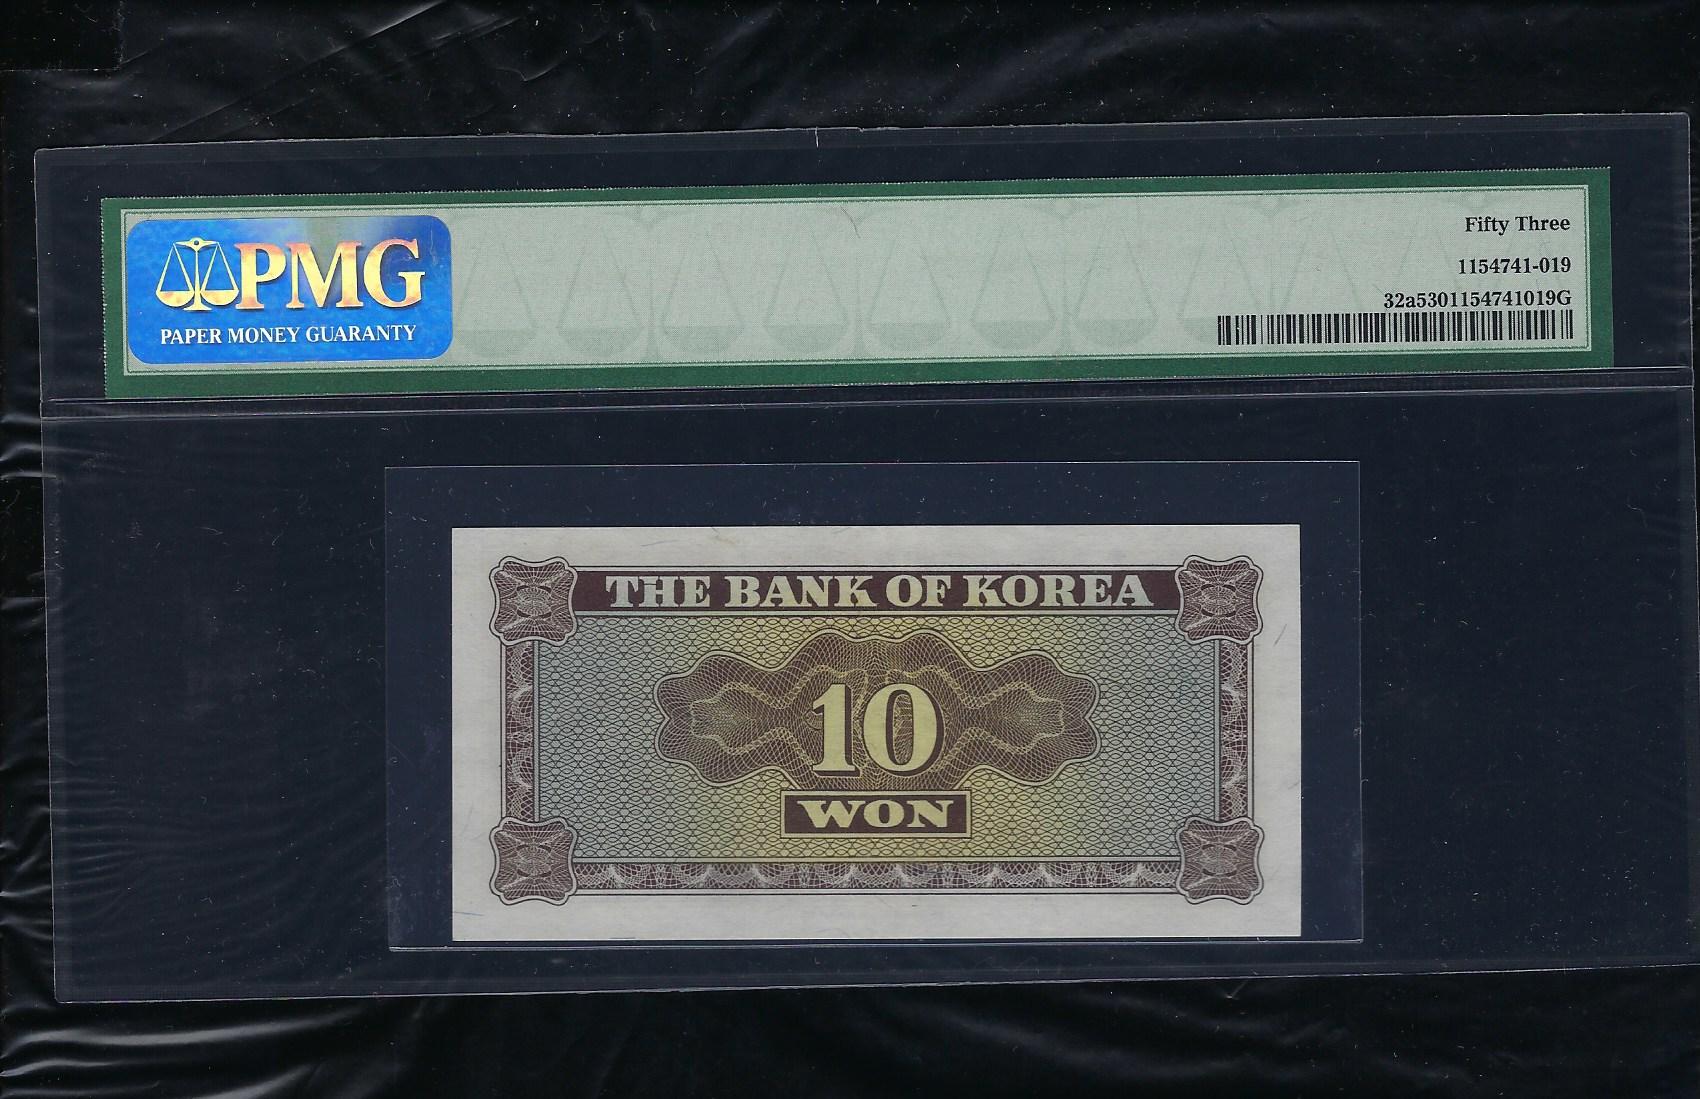 PMG
PAPER MONEY GUARANTY
Fifty Three
1154741-019
32a5301154741019G
THE BANK OF KOREA
10
WON